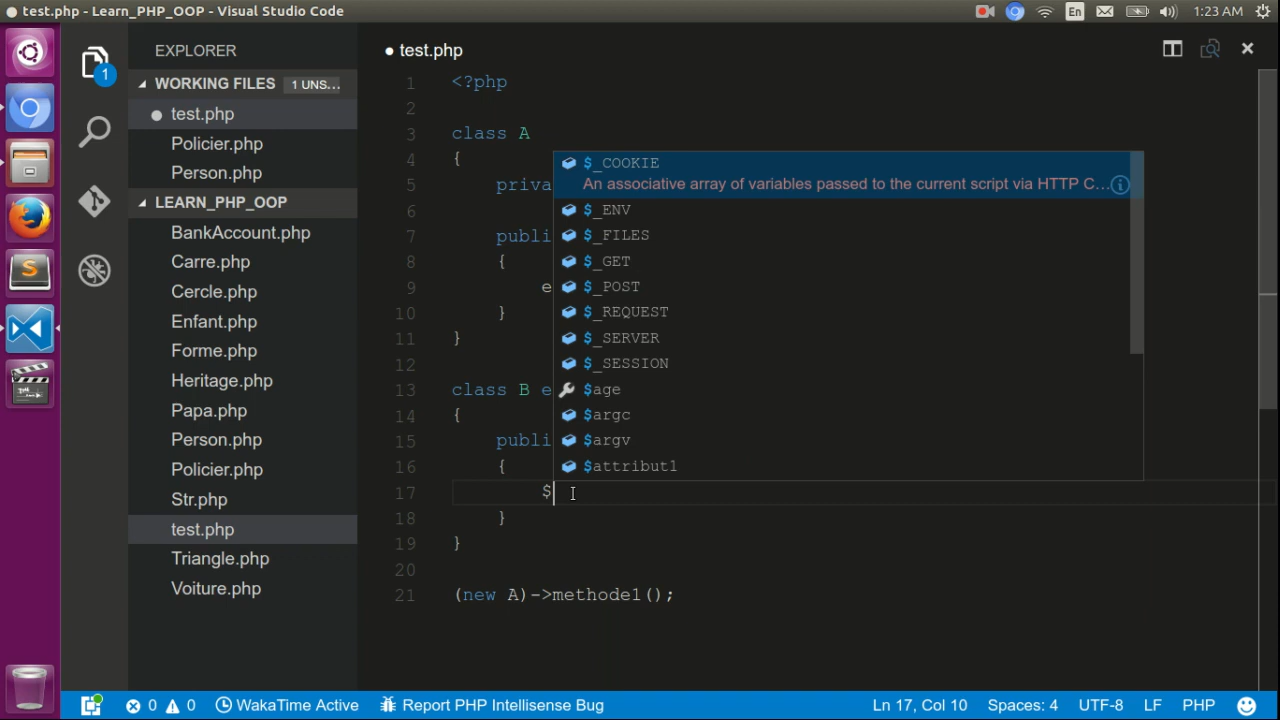 test.php - Learn_PHP_OOP - Visual Studio Code
En
1:23 AM
EXPLORER
1
WORKING FILES 1 UNS...
test.php
Policier.php
Person.php
LEARN_PHP_OOP
BankAccount.php
Carre.php
Cercle.php
Enfant.php
Forme.php
Heritage.php
Papa.php
Person.php
Policier.php
Str.php
test.php
Triangle.php
Voiture.php
test.php
1 <?php
2
3 class A
4 {
5 priva
6
7 publi
8 {
9 e
10 }
11 }
12
13 class B e
14 {
15 publi
16 {
17 $
18 }
19 }
20
21 (new A)->methode1();
$_COOKIE
An associative array of variables passed to the current script via HTTP C...
$_ENV
$_FILES
$_GET
$_POST
$_REQUEST
$_SERVER
$_SESSION
$age
$argc
$argv
$attribut1
0 0 WakaTime Active Report PHP Intellisense Bug Ln 17, Col 10 Spaces: 4 UTF-8 LF PHP